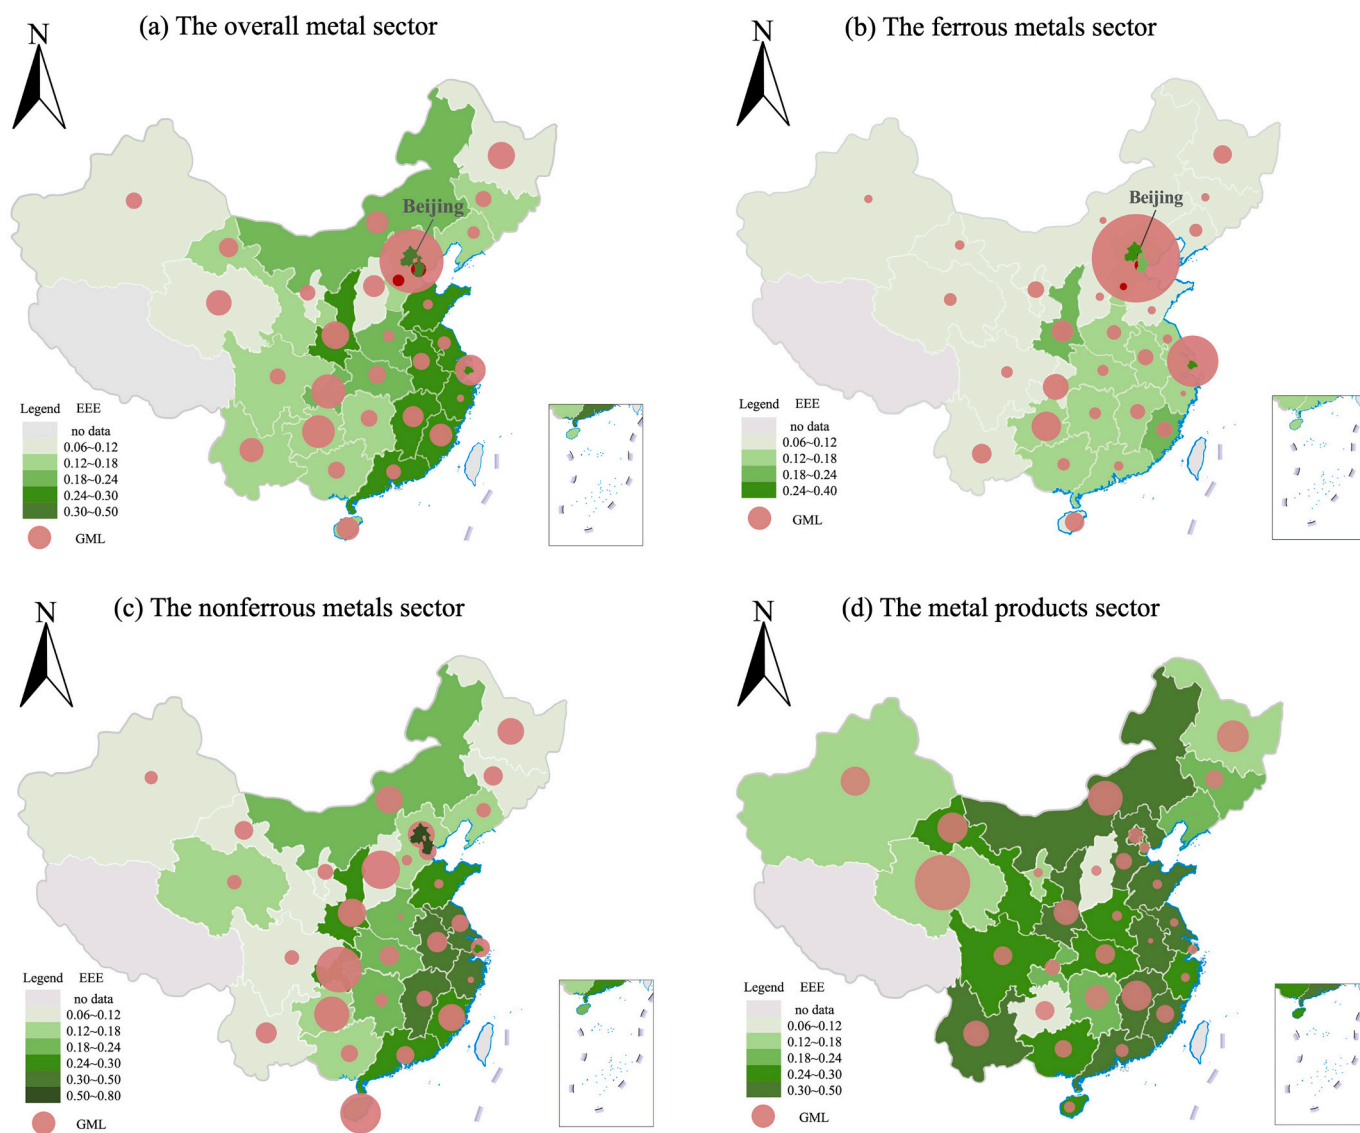 (a) The overall metal sector
N
Beijing
Legend EEE
no data
0.06~0.12
0.12~0.18
0.18~0.24
0.24~0.30
0.30~0.50
GML
(b) The ferrous metals sector
N
Beijing
Legend EEE
no data
0.06~0.12
0.12~0.18
0.18~0.24
0.24~0.40
GML
(c) The nonferrous metals sector
N
Legend EEE
no data
0.06~0.12
0.12~0.18
0.18~0.24
0.24~0.30
0.30~0.50
0.50~0.80
GML
(d) The metal products sector
N
Legend EEE
no data
0.06~0.12
0.12~0.18
0.18~0.24
0.24~0.30
0.30~0.50
GML